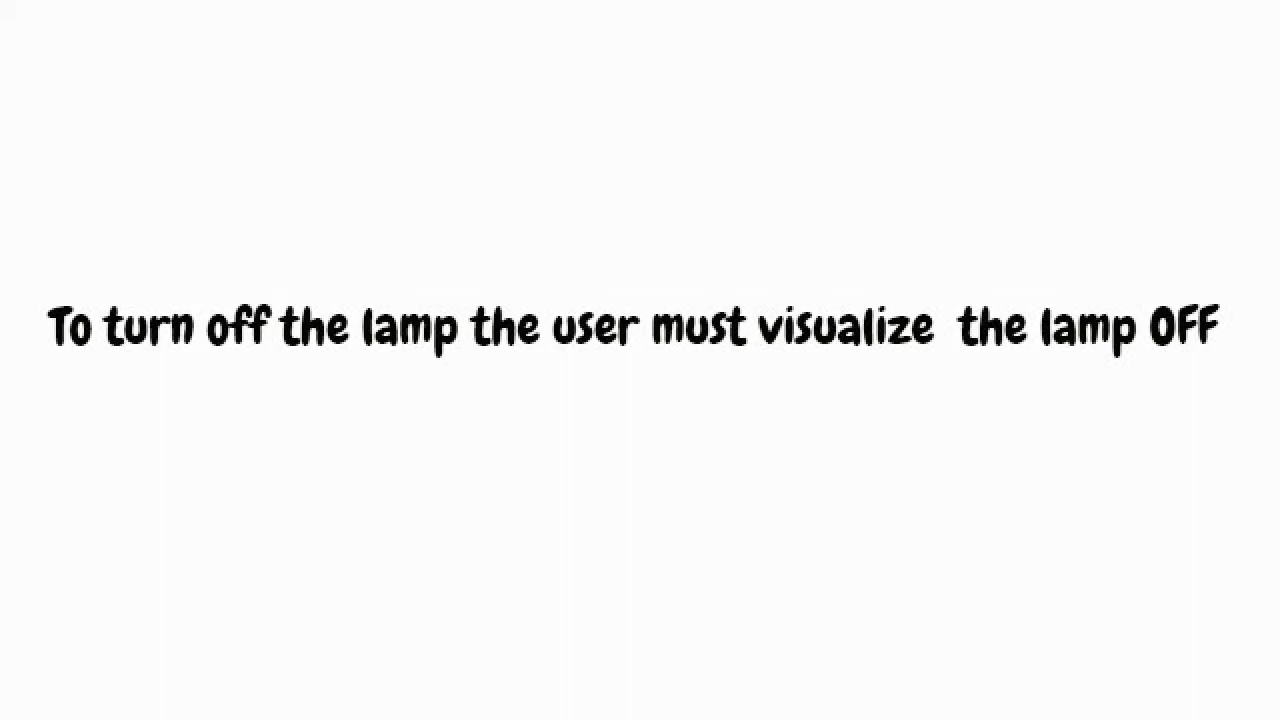 To turn off the lamp the user must visualize  the lamp OFF